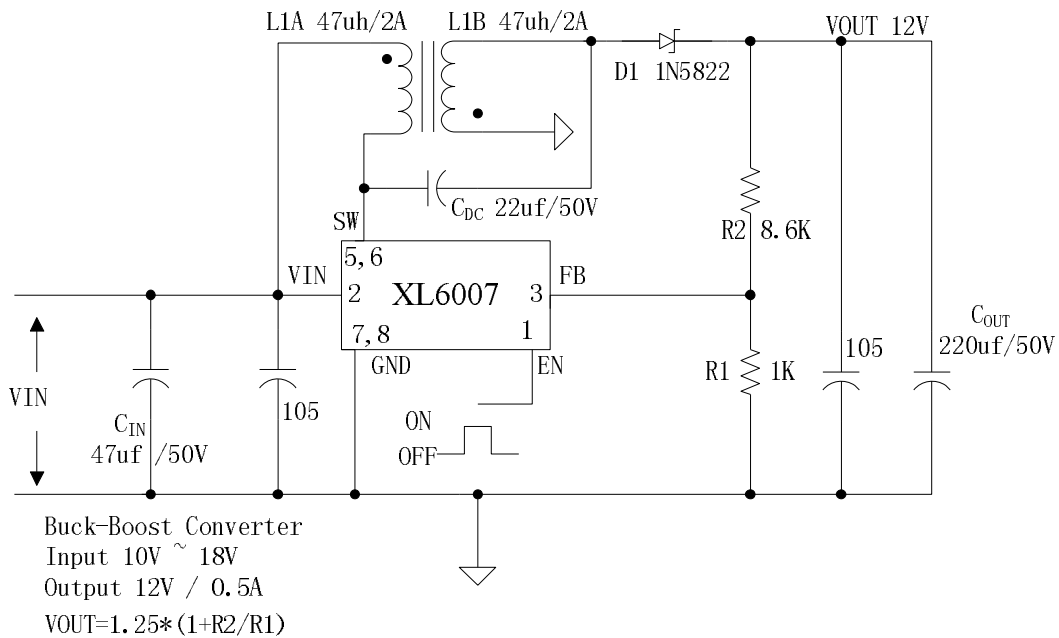 L1A 47uh/2A
L1B 47uH/2A
VOUT 12V
D1 1N5822
CDC 22uf/50V
SW
R2 8.6K
5,6
VIN
2
XL6007
3
FB
7,8
1
GND
EN
COUT
220uf/50V
105
R1
1K
VIN
105
ON
OFF
CIN
47uf /50V
Buck-Boost Converter
Input 10V ~ 18V
Output 12V / 0.5A
VOUT=1.25*(1+R2/R1)